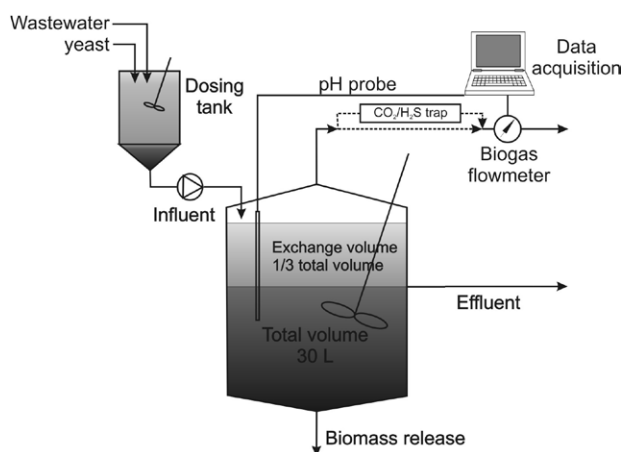 Wastewater
yeast
Dosing
tank
pH probe
Data
acquisition
CO₂/H₂S trap
Biogas
flowmeter
Influent
Exchange volume
1/3 total volume
Effluent
Total volume
30 L
Biomass release